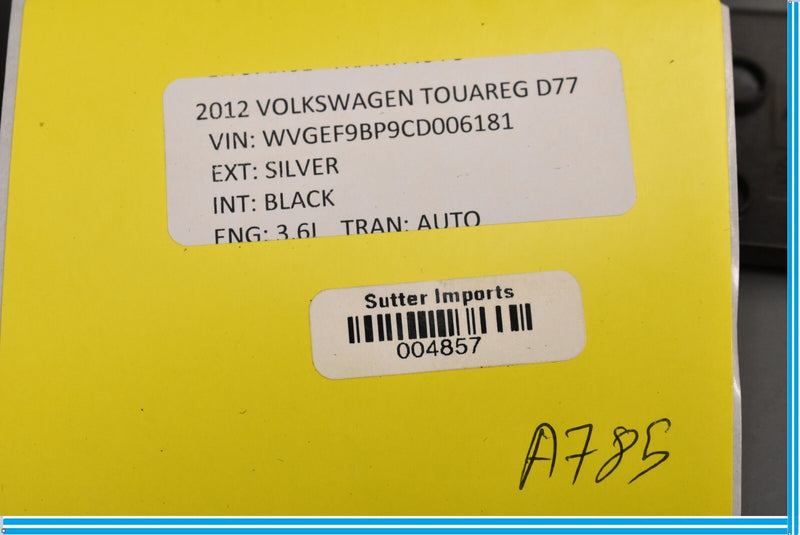 2012 VOLKSWAGEN TOUAREG D77
VIN: WVGEF9BP9CD006181
EXT: SILVER
INT: BLACK
ENG: 3.6L TRAN: AUTO
Sutter Imports
004857
A785